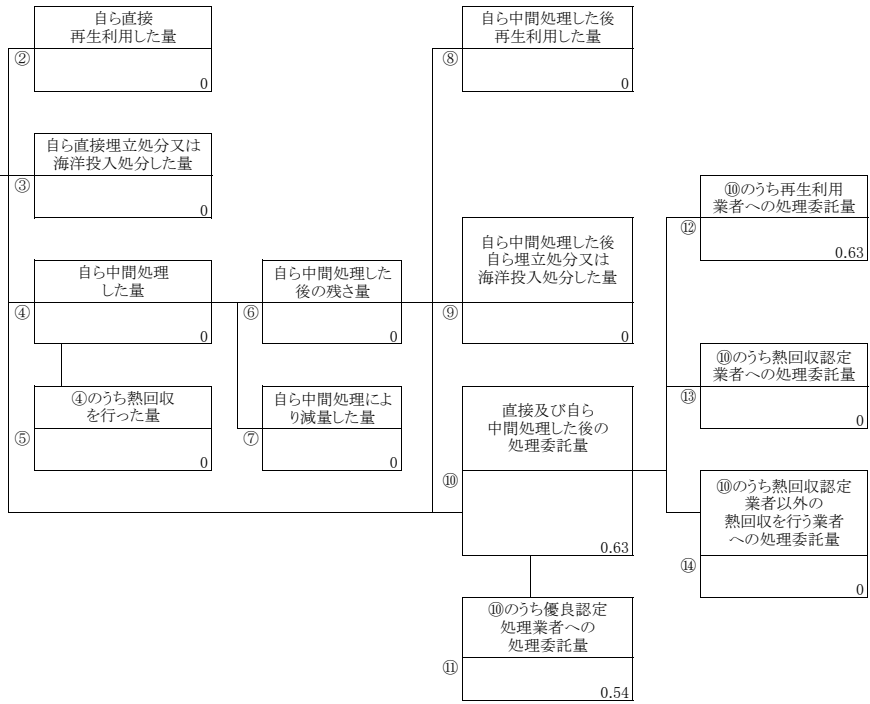 自ら直接
再生利用した量
②
0
自ら直接埋立処分又は
海洋投入処分した量
③
0
自ら中間処理
した量
④
0
④のうち熱回収
を行った量
⑤
0
自ら中間処理した
後の残さ量
⑥
0
自ら中間処理によ
り減量した量
⑦
0
自ら中間処理した後
再生利用した量
⑧
0
自ら中間処理した後
自ら埋立処分又は
海洋投入処分した量
⑨
0
直接及び自ら
中間処理した後の
処理委託量
⑩
0.63
⑩のうち優良認定
処理業者への
処理委託量
⑪
0.54
⑩のうち再生利用
業者への処理委託量
⑫
0.63
⑩のうち熱回収認定
業者への処理委託量
⑬
0
⑩のうち熱回収認定
業者以外の
熱回収を行う業者
への処理委託量
⑭
0